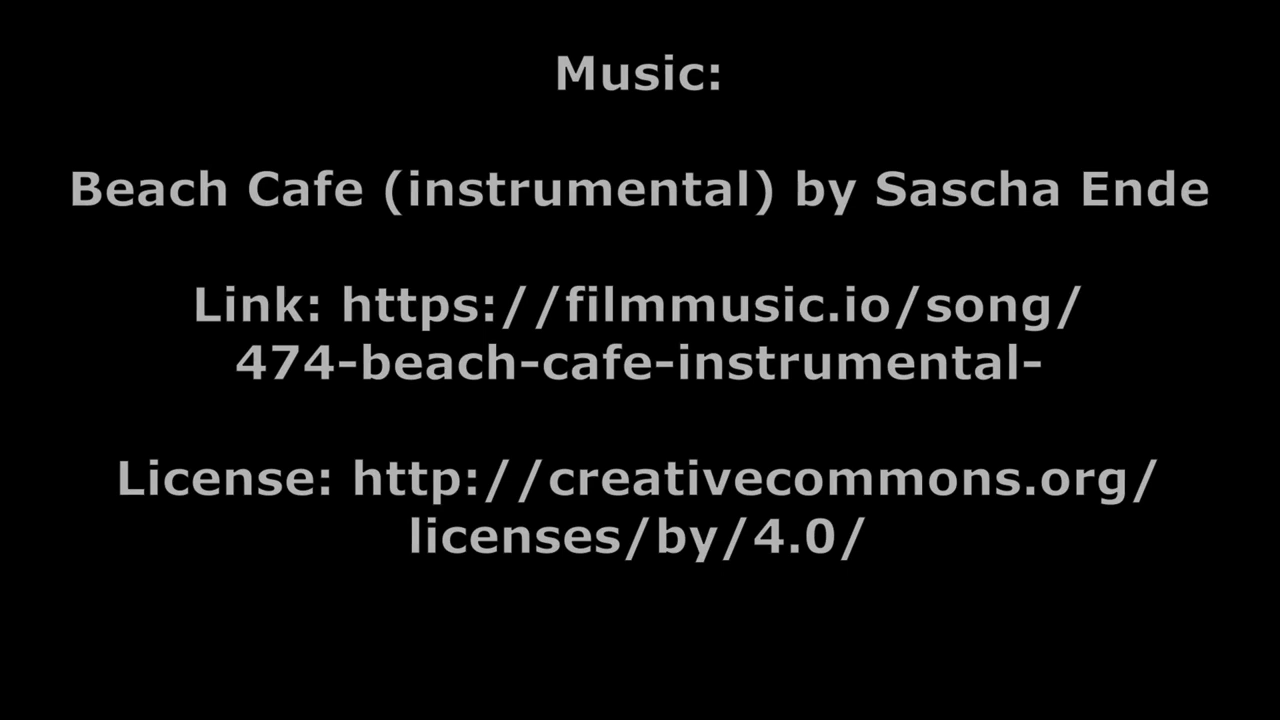 Music:
Beach Cafe (instrumental) by Sascha Ende
Link: https://filmmusic.io/song/
474-beach-cafe-instrumental-
License: http://creativecommons.org/
licenses/by/4.0/